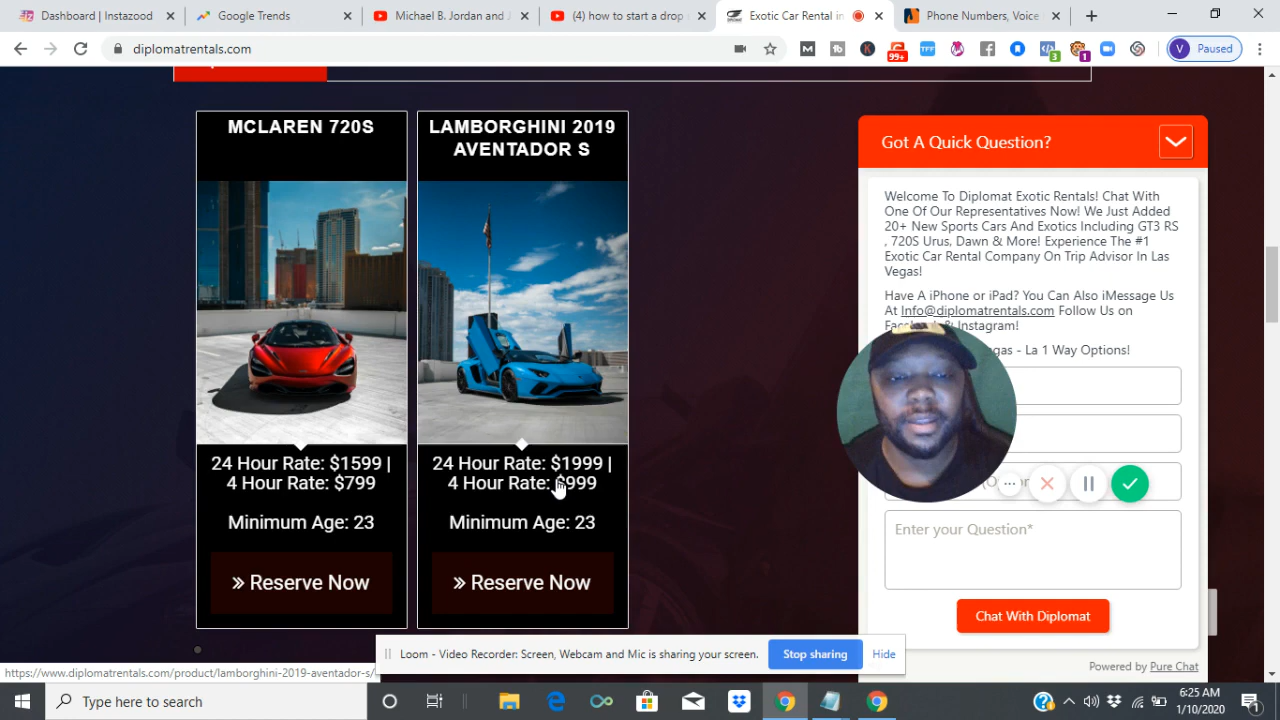 Dashboard | Instazood
Google Trends
Michael B. Jordan and J
(4) how to start a drop
Exotic Car Rental in
Phone Numbers, Voice
diplomatrentals.com
99+
TFF
3
1
V Paused
MCLAREN 720S
24 Hour Rate: $1599 |
4 Hour Rate: $799
Minimum Age: 23
Reserve Now
LAMBORGHINI 2019
AVENTADOR S
24 Hour Rate: $1999 |
4 Hour Rate: $999
Minimum Age: 23
Reserve Now
Got A Quick Question?
Welcome To Diplomat Exotic Rentals! Chat With
One Of Our Representatives Now! We Just Added
20+ New Sports Cars And Exotics Including GT3 RS
, 720S Urus, Dawn & More! Experience The #1
Exotic Car Rental Company On Trip Advisor In Las
Vegas!
Have A iPhone or iPad? You Can Also iMessage Us
At Info@diplomatrentals.com Follow Us on
Facebook & Instagram!
- La 1 Way Options!
Enter your Question*
Chat With Diplomat
Powered by Pure Chat
Loom - Video Recorder: Screen, Webcam and Mic is sharing your screen.
Stop sharing
Hide
https://www.diplomatrentals.com/product/lamborghini-2019-aventador-s/
Type here to search
6:25 AM
1/10/2020
1